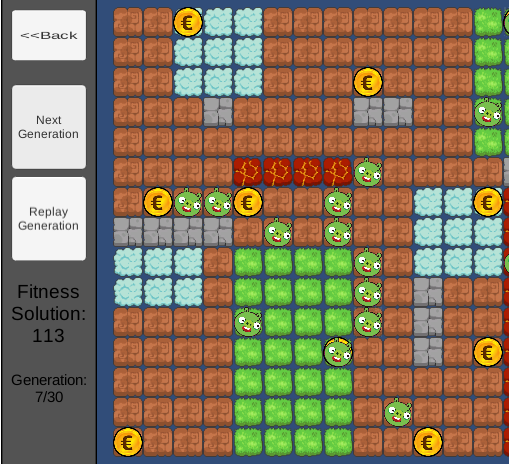 <<Back
Next
Generation
Replay
Generation
Fitness
Solution:
113
Generation:
7/30